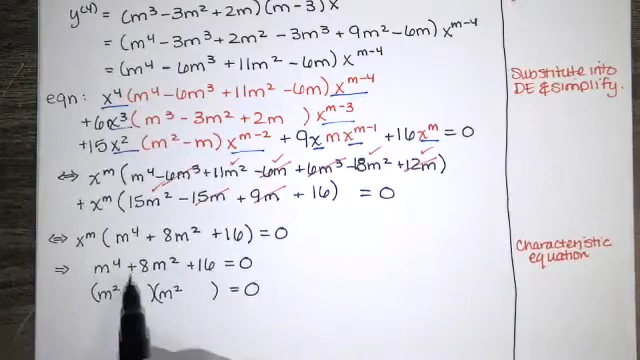 y⁽⁴⁾ = (m³ - 3m² + 2m)(m - 3)x
= (m⁴ - 3m³ + 2m² - 3m³ + 9m² - 6m) x^(m-4)
= (m⁴ - 6m³ + 11m² - 6m) x^(m-4)
eqn: x⁴(m⁴ - 6m³ + 11m² - 6m) x^(m-4)
+ 6x³(m³ - 3m² + 2m ) x^(m-3)
+ 15x² (m² - m) x^(m-2) + 9x m x^(m-1) + 16x^m = 0
Substitute into
DE & simplify.
⇔ x^m (m⁴ - 6m³ + 11m² - 6m + 6m³ - 18m² + 12m)
+ x^m (15m² - 15m + 9m + 16) = 0
⇔ x^m (m⁴ + 8m² + 16) = 0
Characteristic
equation
⇒ m⁴ + 8m² + 16 = 0
(m² )(m² ) = 0